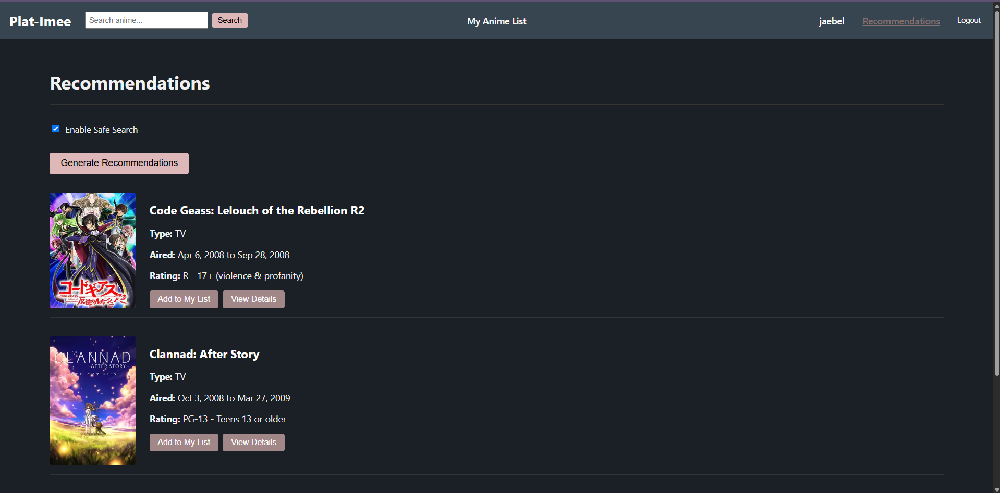 Plat-Imee
Search anime...
Search
My Anime List
jaebel
Recommendations
Logout
Recommendations
Enable Safe Search
Generate Recommendations
コードギアス
CODE GEASS
反逆のルルーシュ
R2
Code Geass: Lelouch of the Rebellion R2
Type: TV
Aired: Apr 6, 2008 to Sep 28, 2008
Rating: R - 17+ (violence & profanity)
Add to My List
View Details
CLANNAD
~AFTER STORY~
クラナド アフターストーリー
Clannad: After Story
Type: TV
Aired: Oct 3, 2008 to Mar 27, 2009
Rating: PG-13 - Teens 13 or older
Add to My List
View Details